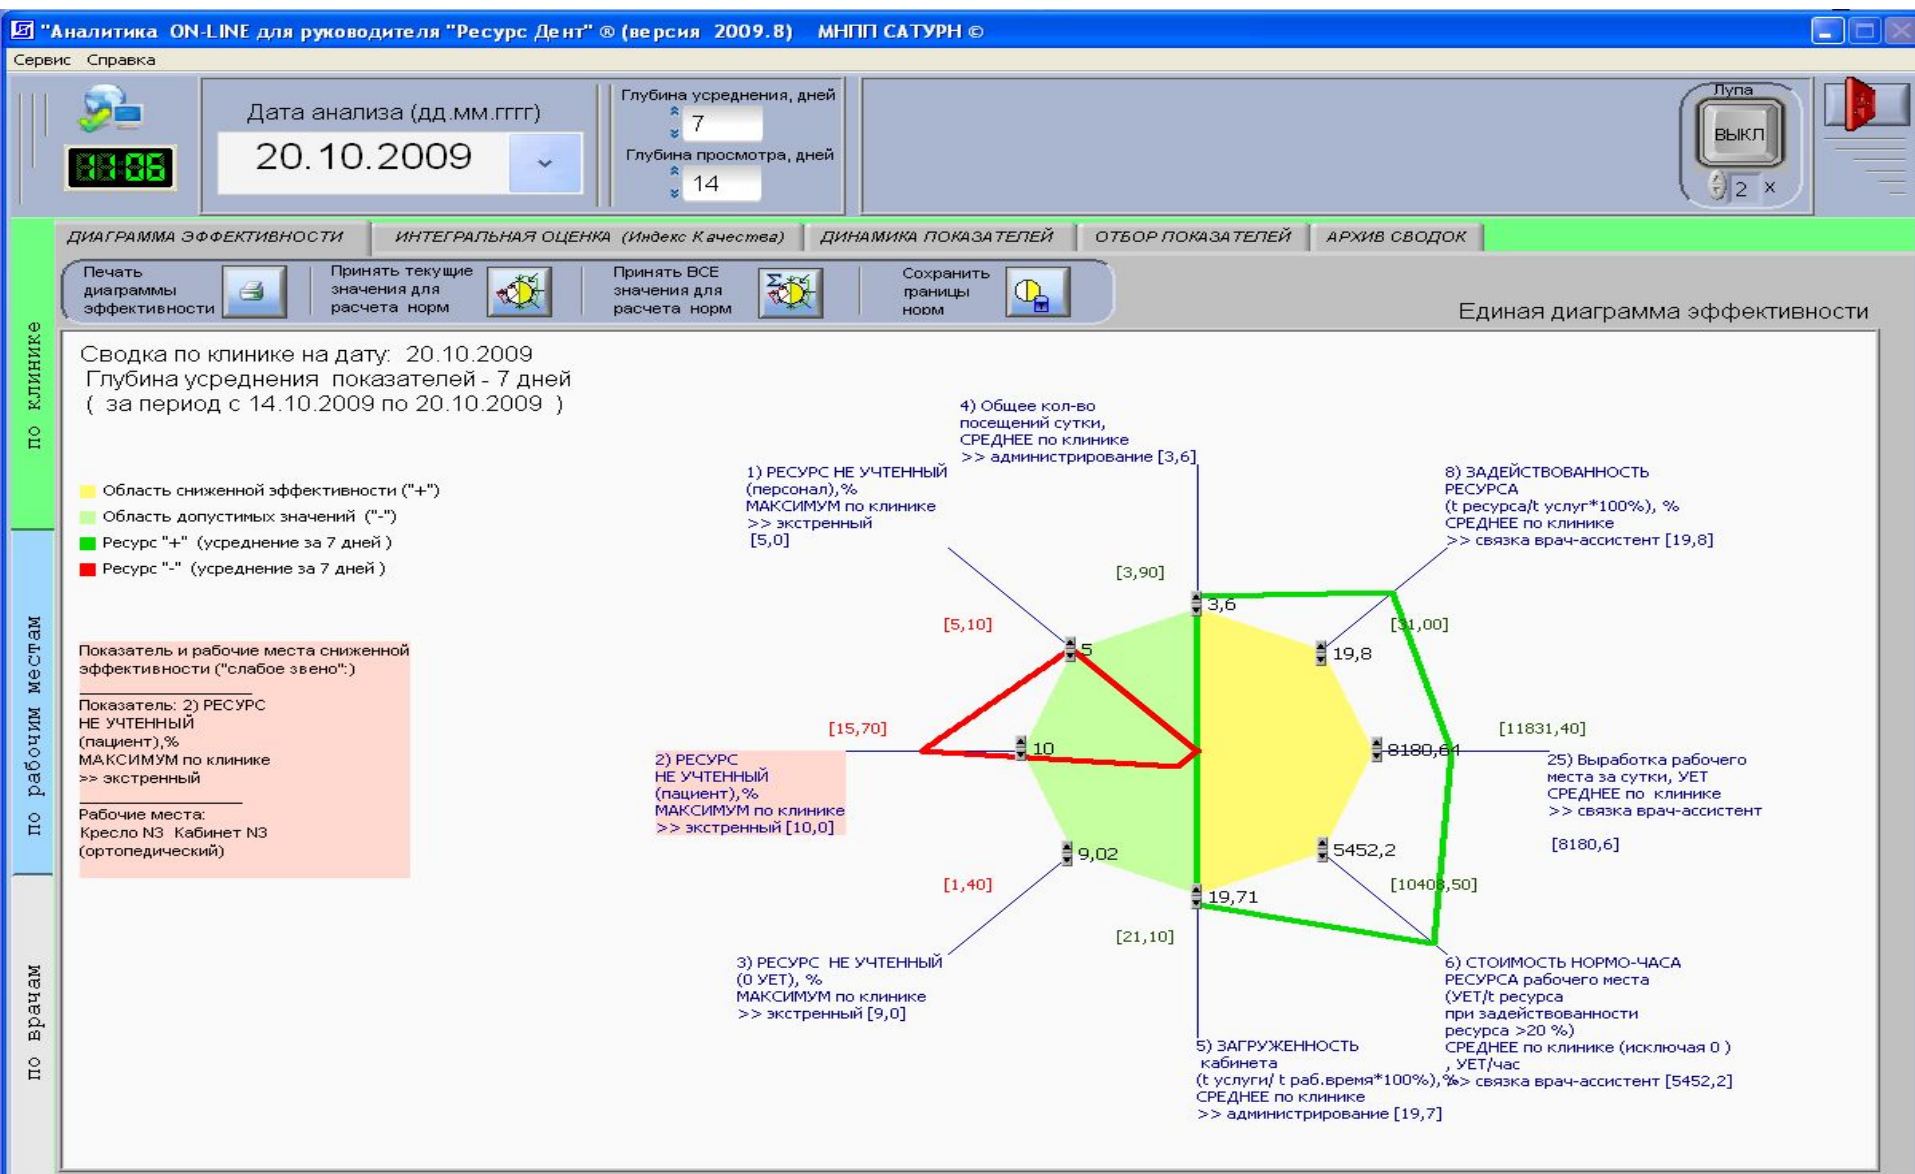 "Аналитика ON-LINE для руководителя "Ресурс Дент" ® (версия 2009.8) МНПП САТУРН ©
Сервис Справка
11:06
Дата анализа (дд.мм.гггг)
20.10.2009
Глубина усреднения, дней
7
Глубина просмотра, дней
14
Лупа
ВЫКЛ
2 x
ДИАГРАММА ЭФФЕКТИВНОСТИ
ИНТЕГРАЛЬНАЯ ОЦЕНКА (Индекс Качества)
ДИНАМИКА ПОКАЗАТЕЛЕЙ
ОТБОР ПОКАЗАТЕЛЕЙ
АРХИВ СВОДОК
Печать
диаграммы
эффективности
Принять текущие
значения для
расчета норм
Принять ВСЕ
значения для
расчета норм
Сохранить
границы
норм
Единая диаграмма эффективности
по клинике
по рабочим местам
по врачам
Сводка по клинике на дату: 20.10.2009
Глубина усреднения показателей - 7 дней
( за период с 14.10.2009 по 20.10.2009 )
Область сниженной эффективности ("+")
Область допустимых значений ("-")
Ресурс "+" (усреднение за 7 дней )
Ресурс "-" (усреднение за 7 дней )
Показатель и рабочие места сниженной
эффективности ("слабое звено":)
Показатель: 2) РЕСУРС
НЕ УЧТЕННЫЙ
(пациент),%
МАКСИМУМ по клинике
>> экстренный
Рабочие места:
Кресло N3 Кабинет N3
(ортопедический)
4) Общее кол-во
посещений сутки,
СРЕДНЕЕ по клинике
>> администрирование [3,6]
1) РЕСУРС НЕ УЧТЕННЫЙ
(персонал),%
МАКСИМУМ по клинике
>> экстренный
[5,0]
8) ЗАДЕЙСТВОВАННОСТЬ
РЕСУРСА
(t ресурса/t услуг*100%), %
СРЕДНЕЕ по клинике
>> связка врач-ассистент [19,8]
[3,90]
3,6
[5,10]
5
[31,00]
19,8
[15,70]
10
8180,64
[11831,40]
2) РЕСУРС
НЕ УЧТЕННЫЙ
(пациент),%
МАКСИМУМ по клинике
>> экстренный [10,0]
25) Выработка рабочего
места за сутки, УЕТ
СРЕДНЕЕ по клинике
>> связка врач-ассистент
[8180,6]
9,02
5452,2
[1,40]
19,71
[10408,50]
[21,10]
3) РЕСУРС НЕ УЧТЕННЫЙ
(0 УЕТ), %
МАКСИМУМ по клинике
>> экстренный [9,0]
6) СТОИМОСТЬ НОРМО-ЧАСА
РЕСУРСА рабочего места
(УЕТ/t ресурса
при задействованности
ресурса >20 %)
СРЕДНЕЕ по клинике (исключая 0 )
, УЕТ/час
>> связка врач-ассистент [5452,2]
5) ЗАГРУЖЕННОСТЬ
кабинета
(t услуги/ t раб.время*100%), %
СРЕДНЕЕ по клинике
>> администрирование [19,7]